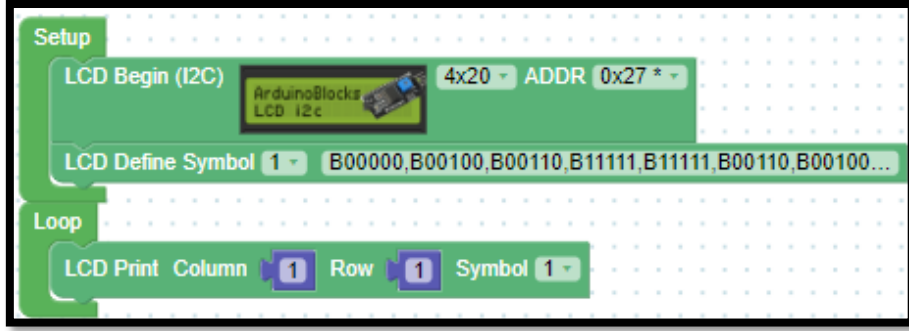 Setup
LCD Begin (I2C) ArduinoBlocks LCD i2c 4x20 ADDR 0x27 *
LCD Define Symbol 1 B00000,B00100,B00110,B11111,B11111,B00110,B00100...
Loop
LCD Print Column 1 Row 1 Symbol 1